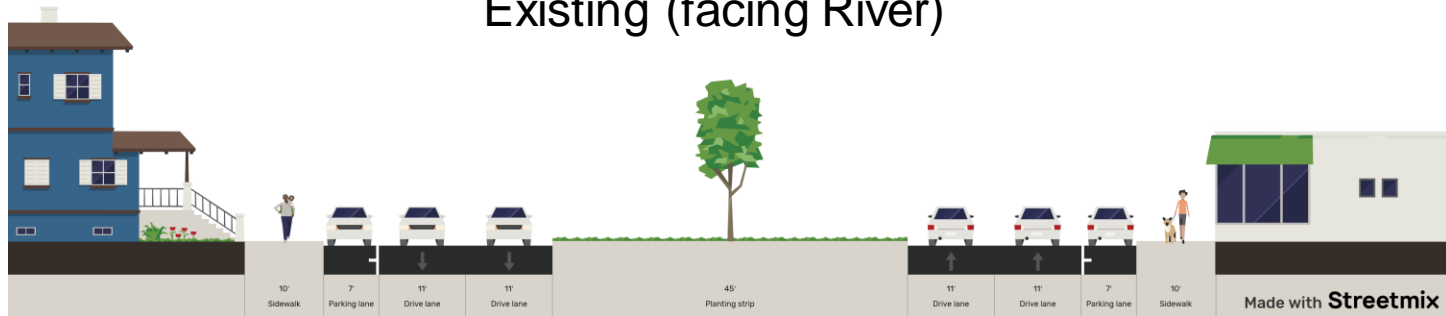 Existing (facing River)
10' 7' 11' 11' 45' 11' 11' 7' 10'
Sidewalk Parking lane Drive lane Drive lane Planting strip Drive lane Drive lane Parking lane Sidewalk
Made with Streetmix